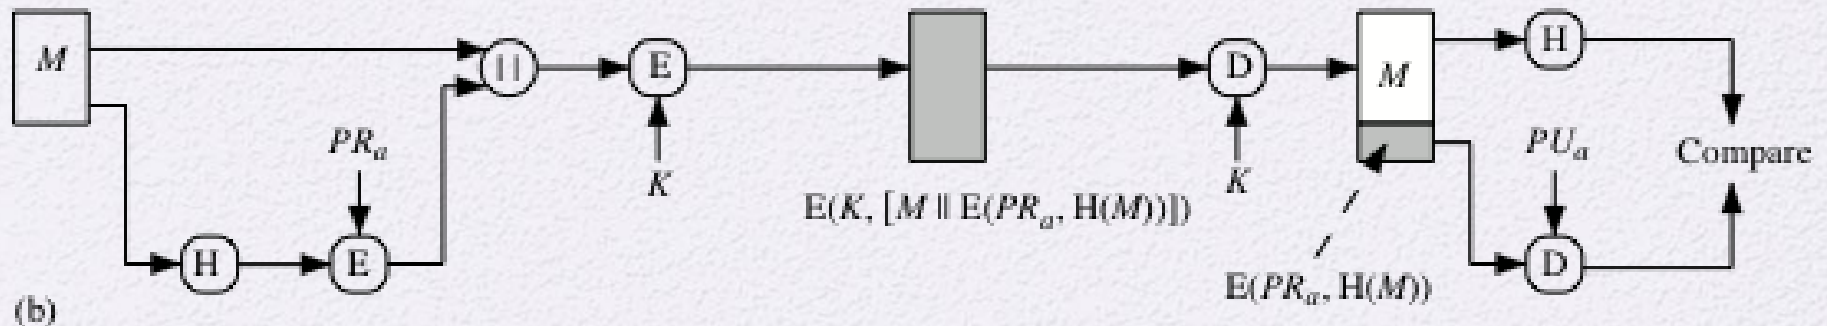 M
||
E
K
H
PRₐ
E
E(K, [M || E(PRₐ, H(M))])
D
K
M
E(PRₐ, H(M))
H
PUₐ
D
Compare
(b)